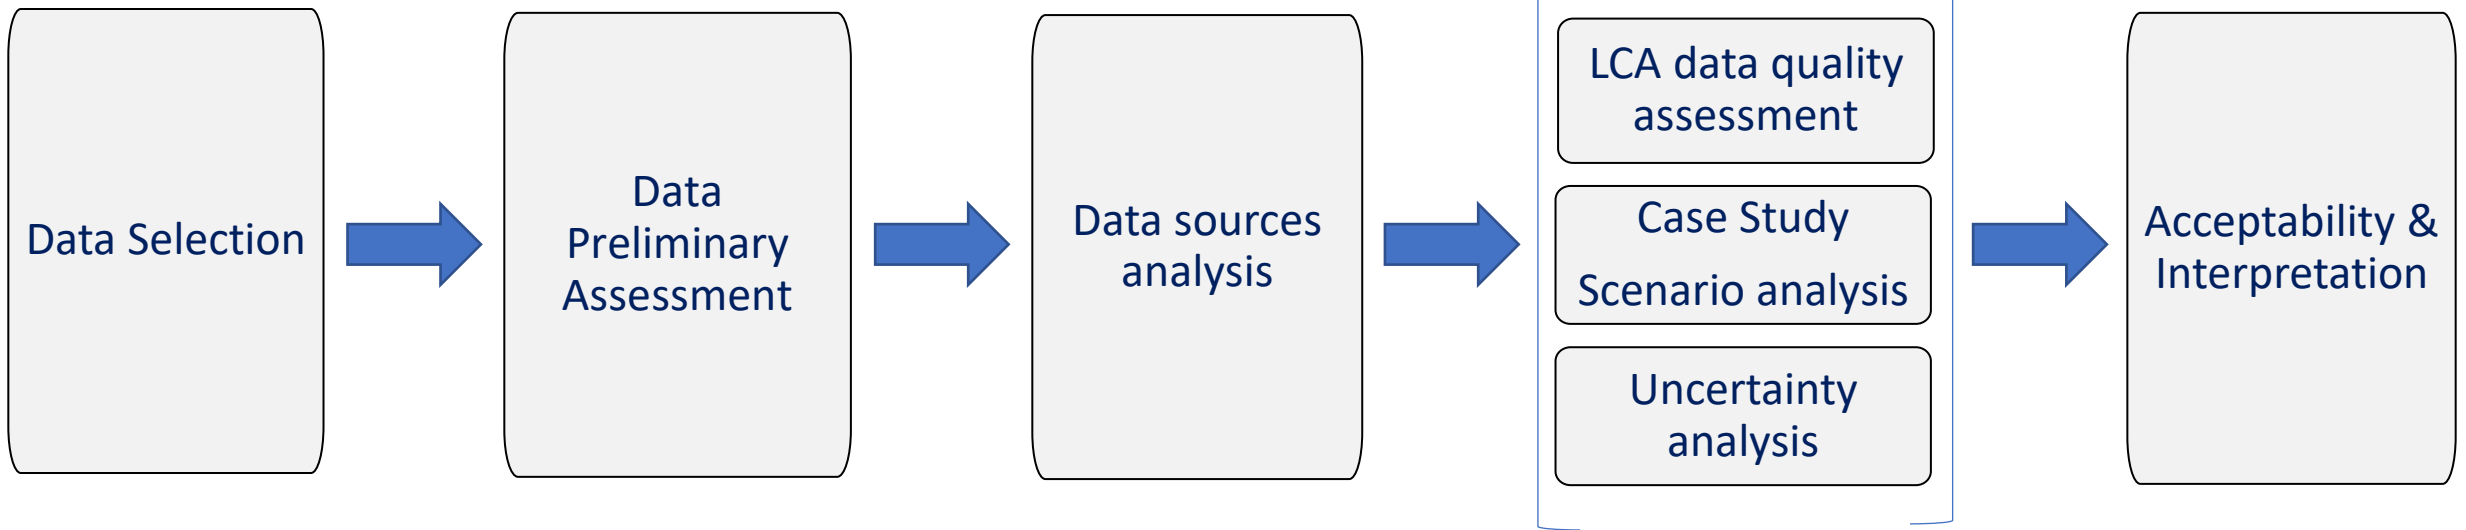 Data Selection
Data
Preliminary
Assessment
Data sources
analysis
LCA data quality
assessment
Case Study
Scenario analysis
Uncertainty
analysis
Acceptability &
Interpretation